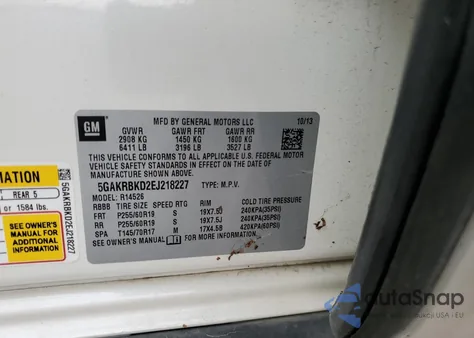 GM
MFD BY GENERAL MOTORS LLC 10/13
GVWR GAWR FRT GAWR RR
2908 KG 1450 KG 1600 KG
6411 LB 3196 LB 3527 LB
THIS VEHICLE CONFORMS TO ALL APPLICABLE U.S. FEDERAL MOTOR
VEHICLE SAFETY STANDARDS IN EFFECT ON THE DATE
OF MANUFACTURE SHOWN ABOVE.
5GAKRBKD2EJ218227 TYPE: M.P.V.
MODEL: R14526
RBBB TIRE SIZE SPEED RTG RIM COLD TIRE PRESSURE
FRT P255/60R19 S 19X7.5J 240KPA(35PSI)
RR P255/60R19 S 19X7.5J 240KPA(35PSI)
SPA T145/70R17 M 17X4.5B 420KPA(60PSI)
SEE OWNER'S MANUAL FOR MORE INFORMATION.
MATION
REAR 5
or 1584 lbs.
SEE OWNER'S
MANUAL FOR
ADDITIONAL
INFORMATION
5GAKRBKD2EJ218227
autoSnap